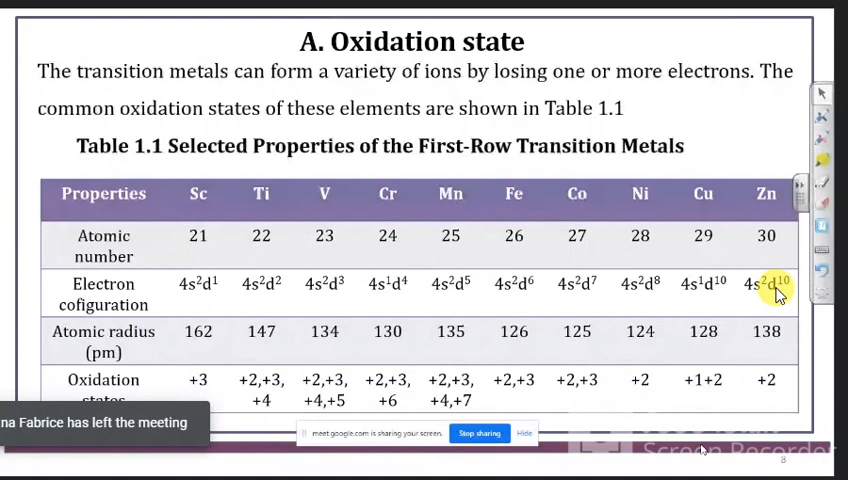 A. Oxidation state
The transition metals can form a variety of ions by losing one or more electrons. The
common oxidation states of these elements are shown in Table 1.1
Table 1.1 Selected Properties of the First-Row Transition Metals
Properties Sc Ti V Cr Mn Fe Co Ni Cu Zn
Atomic number 21 22 23 24 25 26 27 28 29 30
Electron cofiguration 4s²d¹ 4s²d² 4s²d³ 4s¹d⁴ 4s²d⁵ 4s²d⁶ 4s²d⁷ 4s²d⁸ 4s¹d¹⁰ 4s²d¹⁰
Atomic radius (pm) 162 147 134 130 135 126 125 124 128 138
Oxidation states +3 +2,+3, +4 +2,+3, +4,+5 +2,+3, +6 +2,+3, +4,+7 +2,+3 +2,+3 +2 +1+2 +2
na Fabrice has left the meeting
meet.google.com is sharing your screen. Stop sharing Hide
Screen Recorder
8